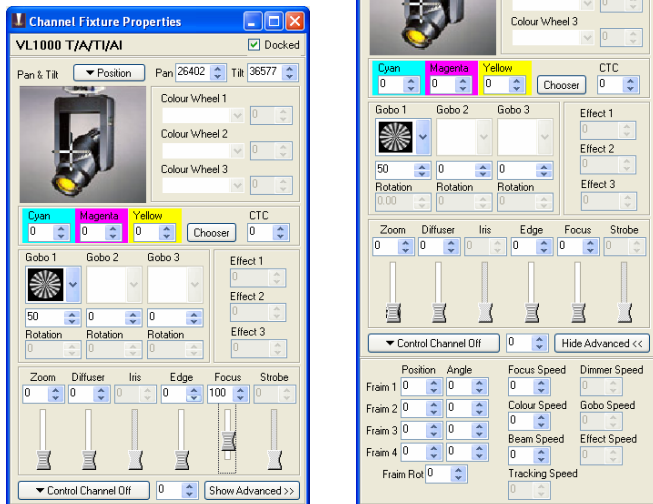 Channel Fixture Properties
VL1000 T/A/TI/AI
Docked
Pan & Tilt
Position
Pan 26402
Tilt 36577
Colour Wheel 1
0
Colour Wheel 2
0
Colour Wheel 3
0
Cyan Magenta Yellow CTC
0 0 0 Chooser 0
Gobo 1 Gobo 2 Gobo 3 Effect 1
0
Effect 2
50 0 0 0
Rotation Rotation Rotation Effect 3
0 0 0 0
Zoom Diffuser Iris Edge Focus Strobe
0 0 0 0 100 0
Control Channel Off 0 Show Advanced >>
0
Colour Wheel 3
0
Cyan Magenta Yellow CTC
0 0 0 Chooser 0
Gobo 1 Gobo 2 Gobo 3 Effect 1
0
Effect 2
50 0 0 0
Rotation Rotation Rotation Effect 3
0.00 0 0 0
Zoom Diffuser Iris Edge Focus Strobe
0 0 0 0 0 0
Control Channel Off 0 Hide Advanced <<
Position Angle Focus Speed Dimmer Speed
Fraim 1 0 0 0 0
Fraim 2 0 0 Colour Speed Gobo Speed
0 0
Fraim 3 0 0 Beam Speed Effect Speed
Fraim 4 0 0 0 0
Fraim Rot 0 Tracking Speed
0